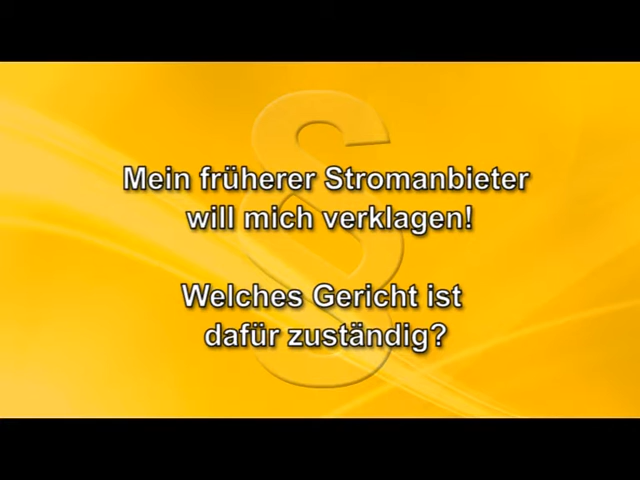 Mein früherer Stromanbieter
will mich verklagen!
Welches Gericht ist
dafür zuständig?